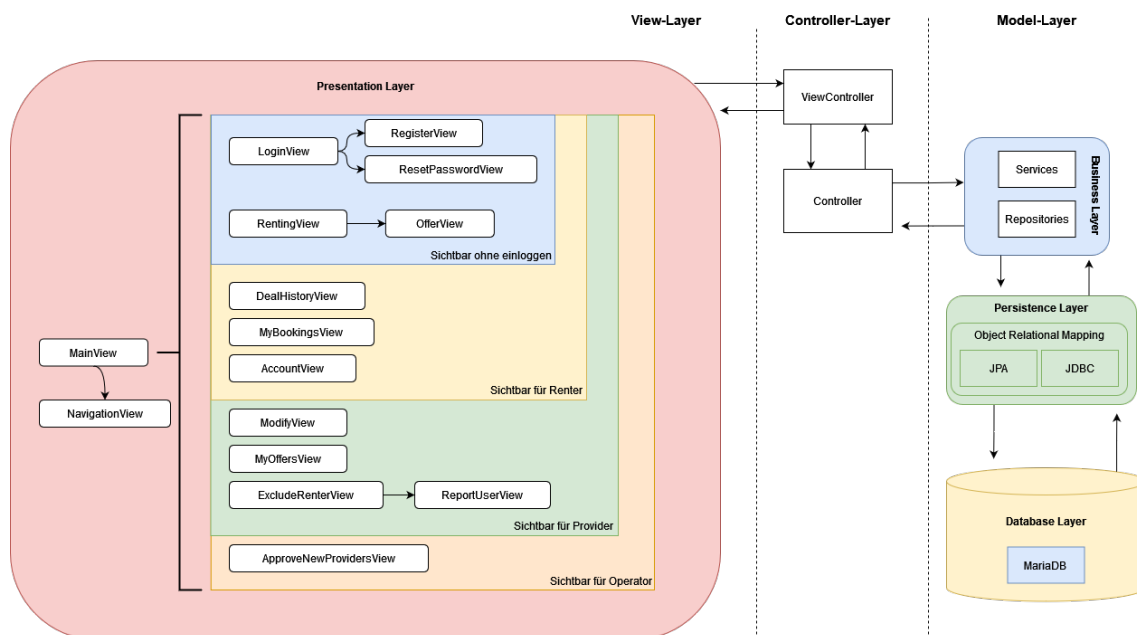 View-Layer
Controller-Layer
Model-Layer
Presentation Layer
LoginView
RegisterView
ResetPasswordView
RentingView
OfferView
Sichtbar ohne einloggen
DealHistoryView
MyBookingsView
AccountView
Sichtbar für Renter
MainView
NavigationView
ModifyView
MyOffersView
ExcludeRenterView
ReportUserView
Sichtbar für Provider
ApproveNewProvidersView
Sichtbar für Operator
ViewController
Controller
Services
Repositories
Business Layer
Persistence Layer
Object Relational Mapping
JPA
JDBC
Database Layer
MariaDB